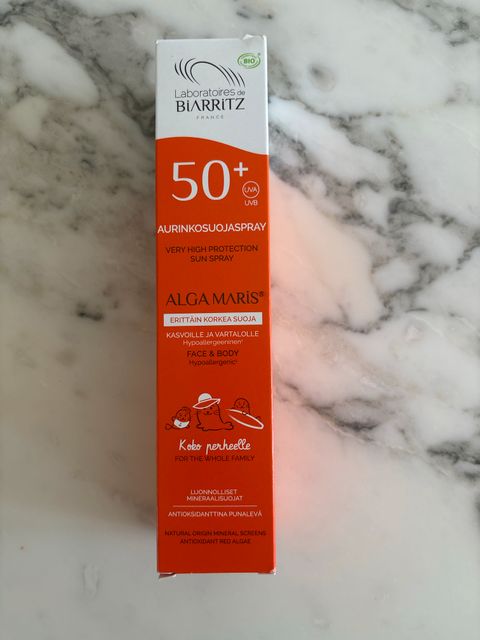 BIO
Laboratoires de
BiARRiTZ
FRANCE
50+
UVA
UVB
AURINKOSUOJASPRAY
VERY HIGH PROTECTION
SUN SPRAY
ALGA MARiS®
ERITTÄIN KORKEA SUOJA
KASVOILLE JA VARTALOLLE
Hypoallergeeninen¹
FACE & BODY
Hypoallergenic¹
Koko perheelle
FOR THE WHOLE FAMILY
LUONNOLLISET
MINERAALISUOJAT
ANTIOKSIDANTTINA PUNALEVÄ
NATURAL ORIGIN MINERAL SCREENS
ANTIOXIDANT RED ALGAE